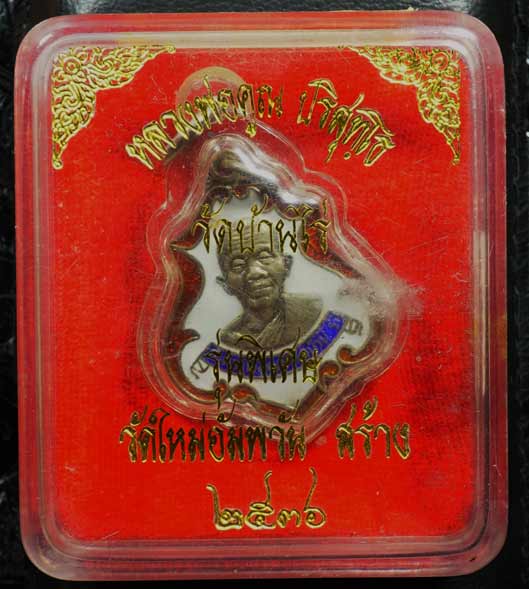 หลวงพ่อคูณ ปริสุทฺโธ
วัดบ้านไร่
รุ่นพิเศษ
วัดใหม่อัมพวัน สร้าง
๒๕๓๖